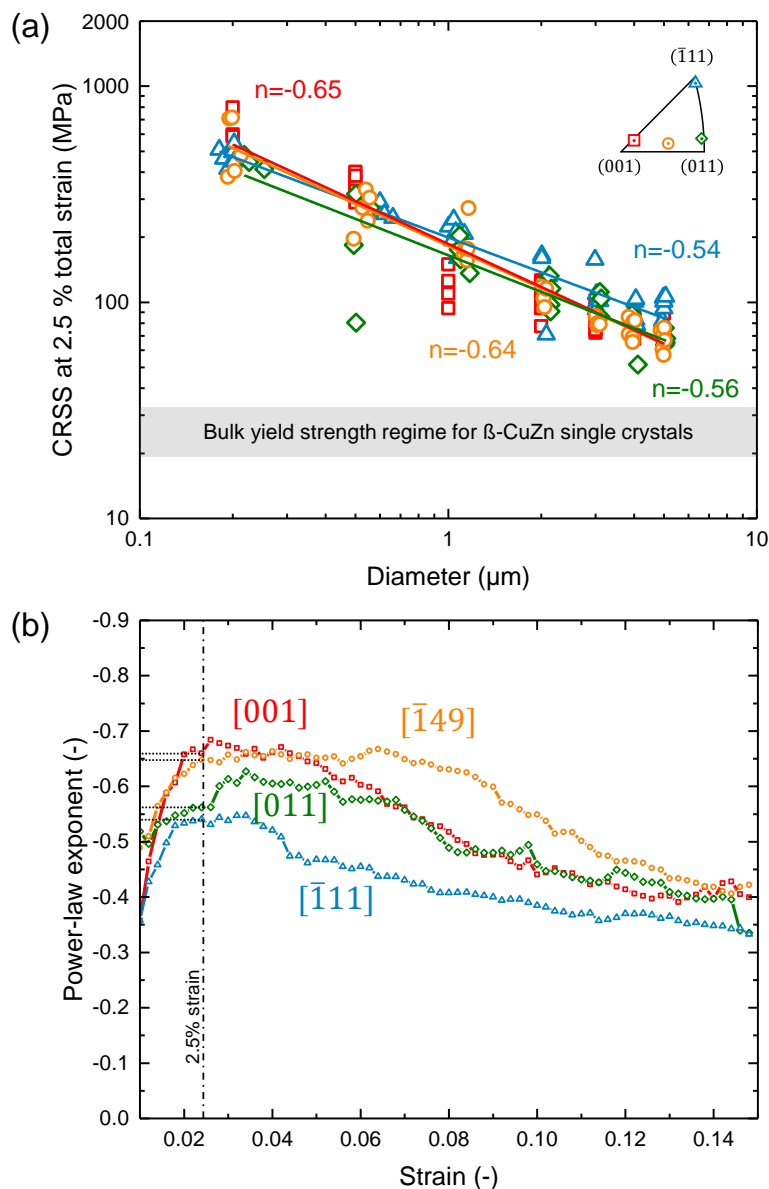 (a)
2000
1000
100
10
CRSS at 2.5 % total strain (MPa)
n=-0.65
n=-0.54
n=-0.64
n=-0.56
(1̅11)
(001)
(011)
Bulk yield strength regime for ß-CuZn single crystals
0.1
1
10
Diameter (µm)
(b)
-0.9
-0.8
-0.7
-0.6
-0.5
-0.4
-0.3
-0.2
-0.1
0.0
Power-law exponent (-)
[001]
[1̅49]
[011]
[1̅11]
2.5% strain
0.02
0.04
0.06
0.08
0.10
0.12
0.14
Strain (-)